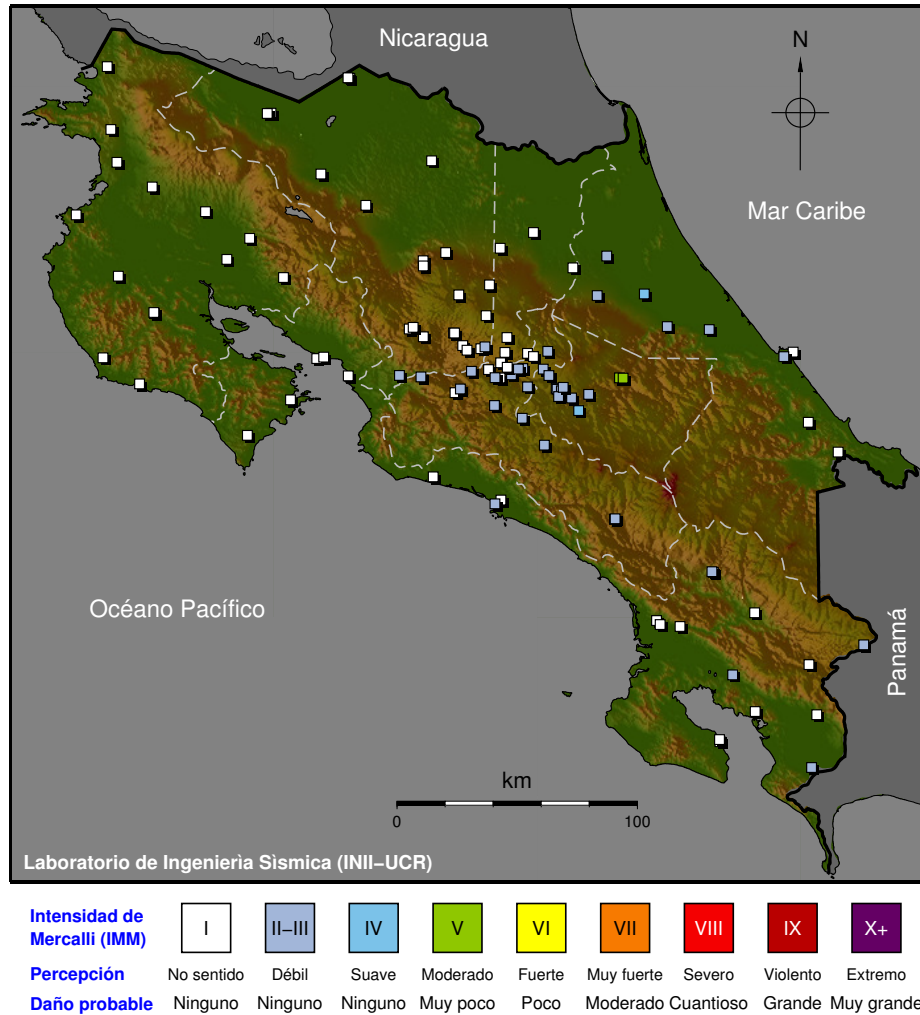 Nicaragua
N
Mar Caribe
Océano Pacífico
Panamá
km
0 100
Laboratorio de Ingenierìa Sìsmica (INII–UCR)
Intensidad de
Mercalli (IMM)
I II–III IV V VI VII VIII IX X+
Percepción No sentido Débil Suave Moderado Fuerte Muy fuerte Severo Violento Extremo
Daño probable Ninguno Ninguno Ninguno Muy poco Poco Moderado Cuantioso Grande Muy grande